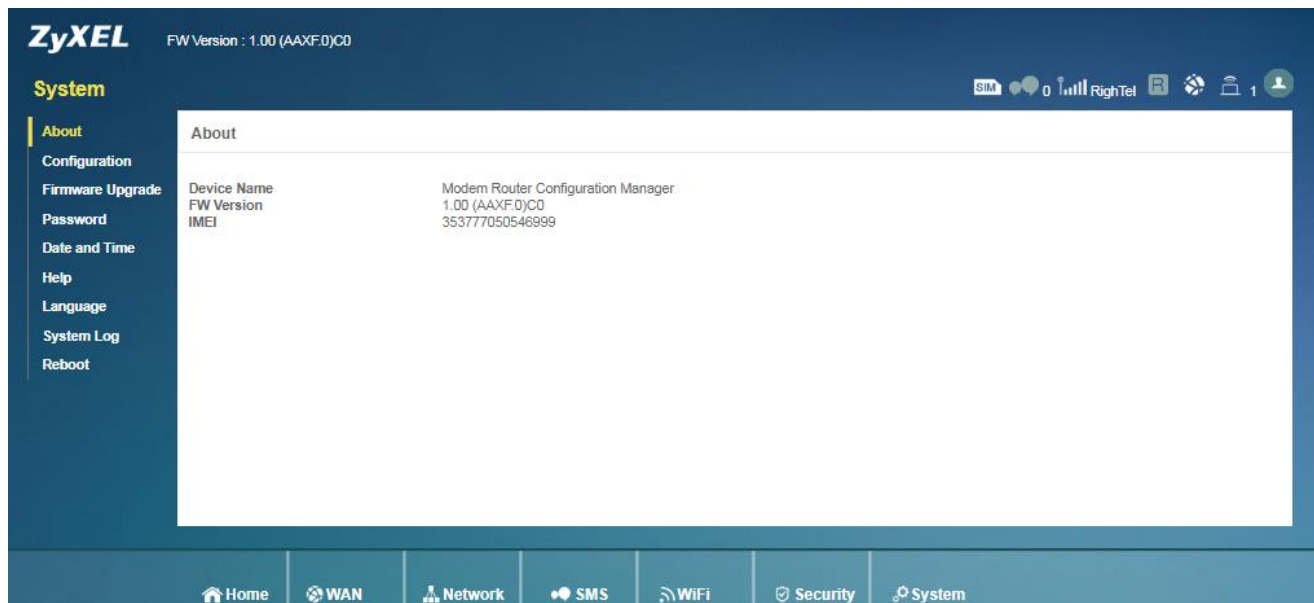 ZyXEL FW Version : 1.00 (AAXF.0)C0
System
SIM 0 RighTel R 1
About
Configuration
Firmware Upgrade
Password
Date and Time
Help
Language
System Log
Reboot
About
Device Name Modem Router Configuration Manager
FW Version 1.00 (AAXF.0)C0
IMEI 353777050546999
Home WAN Network SMS WiFi Security System